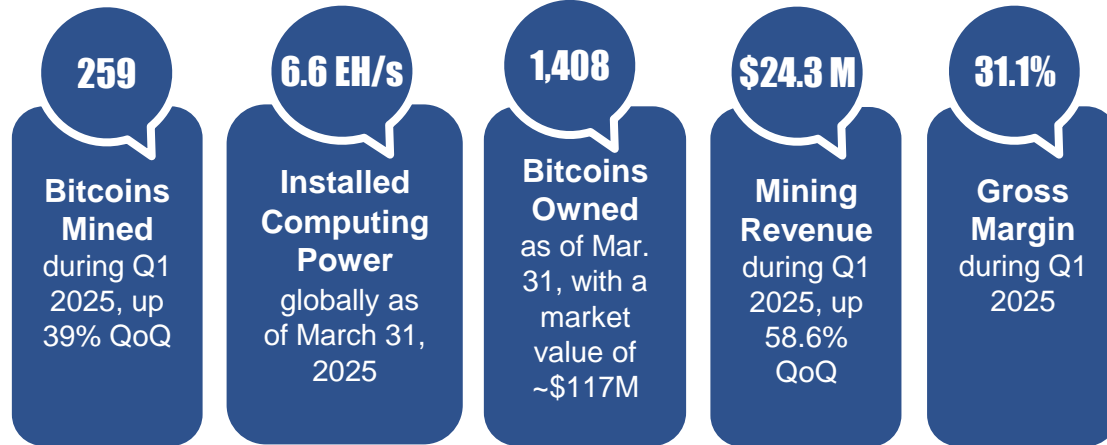 259
Bitcoins
Mined
during Q1
2025, up
39% QoQ
6.6 EH/s
Installed
Computing
Power
globally as
of March 31,
2025
1,408
Bitcoins
Owned
as of Mar.
31, with a
market
value of
~$117M
$24.3 M
Mining
Revenue
during Q1
2025, up
58.6%
QoQ
31.1%
Gross
Margin
during Q1
2025